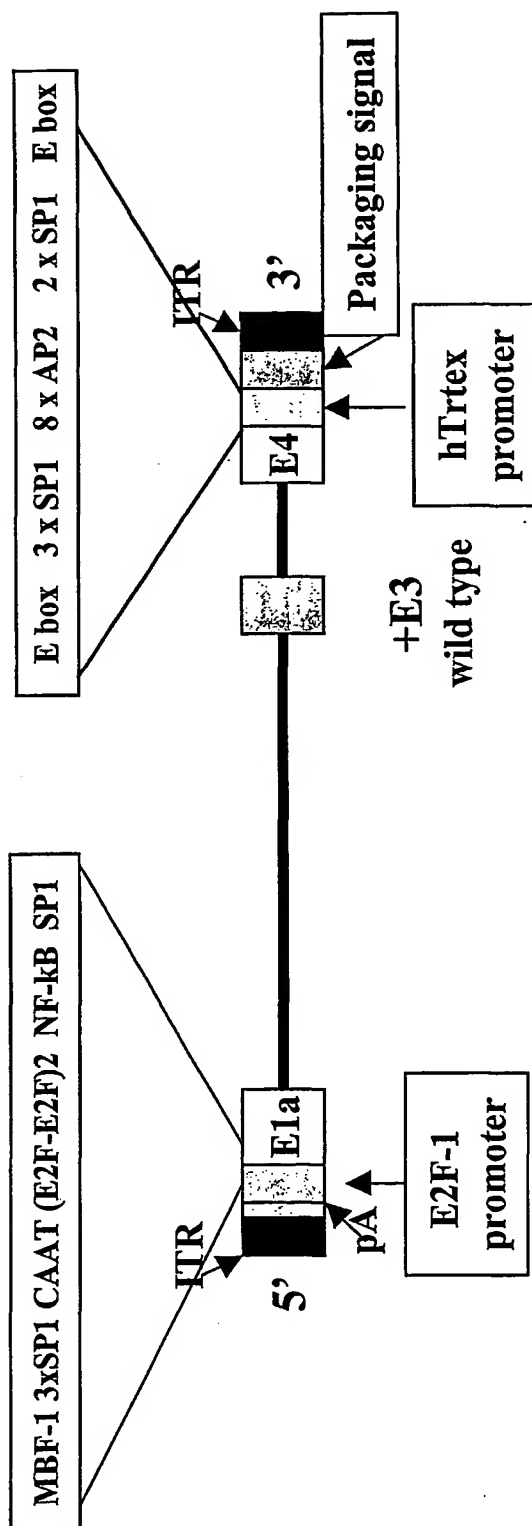 MBF-1 3xSP1 CAAT (E2F-E2F)2 NF-kB SP1
E box 3 x SP1 8 x AP2 2 x SP1 E box
ITR
ITR
5'
E1a
E4
3'
pA
E2F-1
promoter
+E3
wild type
hTrtex
promoter
Packaging signal